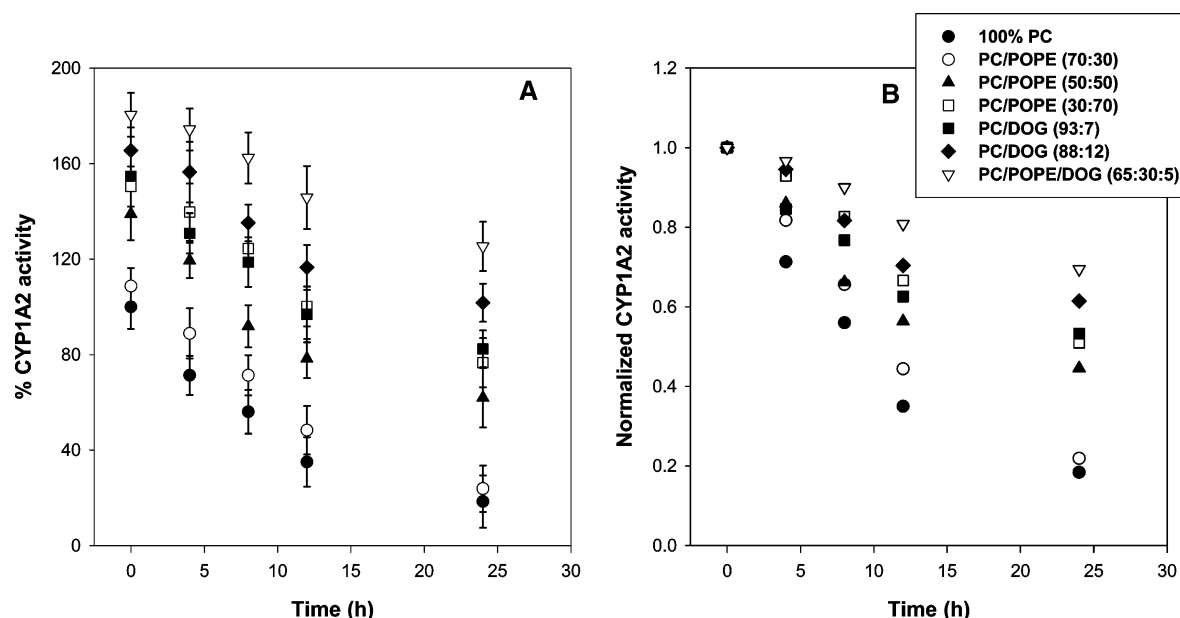 A
% CYP1A2 activity
200
160
120
80
40
0
0 5 10 15 20 25 30
Time (h)
B
Normalized CYP1A2 activity
1.2
1.0
0.8
0.6
0.4
0.2
0.0
0 5 10 15 20 25 30
Time (h)
100% PC
PC/POPE (70:30)
PC/POPE (50:50)
PC/POPE (30:70)
PC/DOG (93:7)
PC/DOG (88:12)
PC/POPE/DOG (65:30:5)